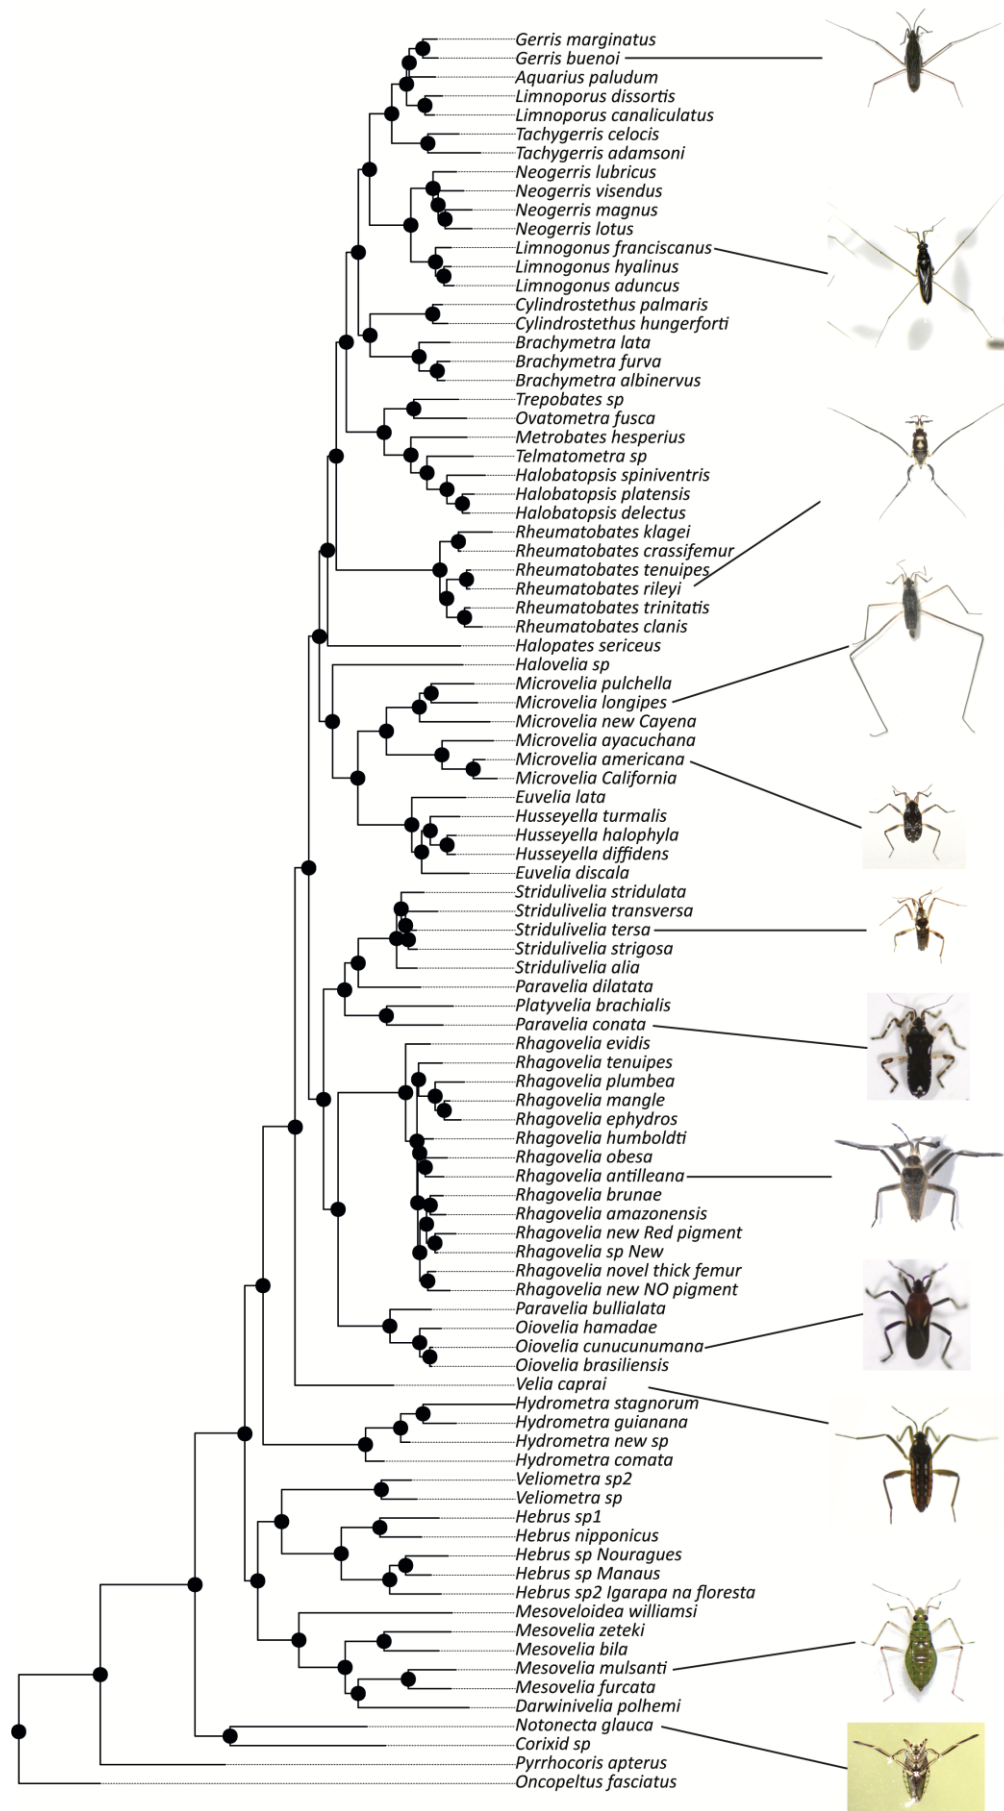 Gerris marginatus
Gerris buenoi
Aquarius paludum
Limnoporus dissortis
Limnoporus canaliculatus
Tachygerris celocis
Tachygerris adamsoni
Neogerris lubricus
Neogerris visendus
Neogerris magnus
Neogerris lotus
Limnogonus franciscanus
Limnogonus hyalinus
Limnogonus aduncus
Cylindrostethus palmaris
Cylindrostethus hungerforti
Brachymetra lata
Brachymetra furva
Brachymetra albinervus
Trepobates sp
Ovatometra fusca
Metrobates hesperius
Telmatometra sp
Halobatopsis spiniventris
Halobatopsis platensis
Halobatopsis delectus
Rheumatobates klagei
Rheumatobates crassifemur
Rheumatobates tenuipes
Rheumatobates rileyi
Rheumatobates trinitatis
Rheumatobates clanis
Halopates sericeus
Halovelia sp
Microvelia pulchella
Microvelia longipes
Microvelia new Cayena
Microvelia ayacuchana
Microvelia americana
Microvelia California
Euvelia lata
Husseyella turmalis
Husseyella halophyla
Husseyella diffidens
Euvelia discala
Stridulivelia stridulata
Stridulivelia transversa
Stridulivelia tersa
Stridulivelia strigosa
Stridulivelia alia
Paravelia dilatata
Platyvelia brachialis
Paravelia conata
Rhagovelia evidis
Rhagovelia tenuipes
Rhagovelia plumbea
Rhagovelia mangle
Rhagovelia ephydros
Rhagovelia humboldti
Rhagovelia obesa
Rhagovelia antilleana
Rhagovelia brunae
Rhagovelia amazonensis
Rhagovelia new Red pigment
Rhagovelia sp New
Rhagovelia novel thick femur
Rhagovelia new NO pigment
Paravelia bullialata
Oiovelia hamadae
Oiovelia cunucunumana
Oiovelia brasiliensis
Velia caprai
Hydrometra stagnorum
Hydrometra guianana
Hydrometra new sp
Hydrometra comata
Veliometra sp2
Veliometra sp
Hebrus sp1
Hebrus nipponicus
Hebrus sp Nouragues
Hebrus sp Manaus
Hebrus sp2 Igarapa na floresta
Mesoveloidea williamsi
Mesovelia zeteki
Mesovelia bila
Mesovelia mulsanti
Mesovelia furcata
Darwinivelia polhemi
Notonecta glauca
Corixid sp
Pyrrhocoris apterus
Oncopeltus fasciatus